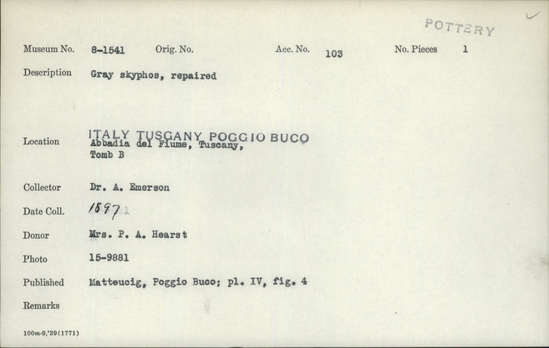 POTTERY
Museum No. 8-1541 Orig. No. Acc. No. 103 No. Pieces 1
Description Gray skyphos, repaired
ITALY TUSCANY POGGIO BUCO
Location Abbadia del Fiume, Tuscany,
Tomb B
Collector Dr. A. Emerson
Date Coll. 1897
Donor Mrs. P. A. Hearst
Photo 15-9881
Published Matteucig, Poggio Buco; pl. IV, fig. 4
Remarks
100m-9,'29(1771)